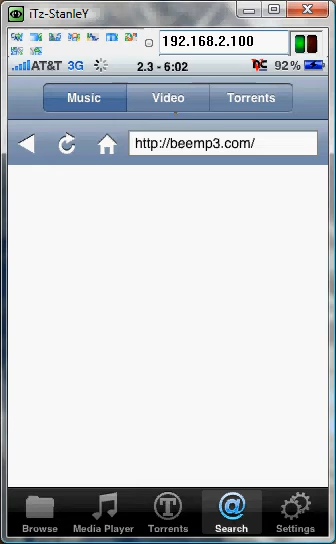 iTz-StanleY
192.168.2.100
AT&T 3G 2.3 - 6:02 92%
Music Video Torrents
http://beemp3.com/
Browse Media Player Torrents Search Settings